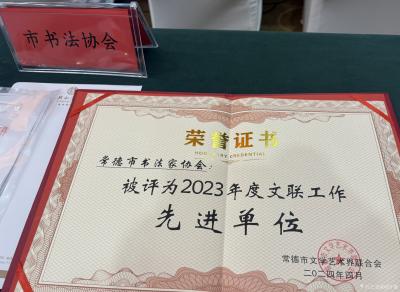 市书法协会
荣誉证书
HONORARY CREDENTIAL
常德市书法家协会：
被评为2023年度文联工作
先进单位
常德市文学艺术界联合会
二〇二四年四月